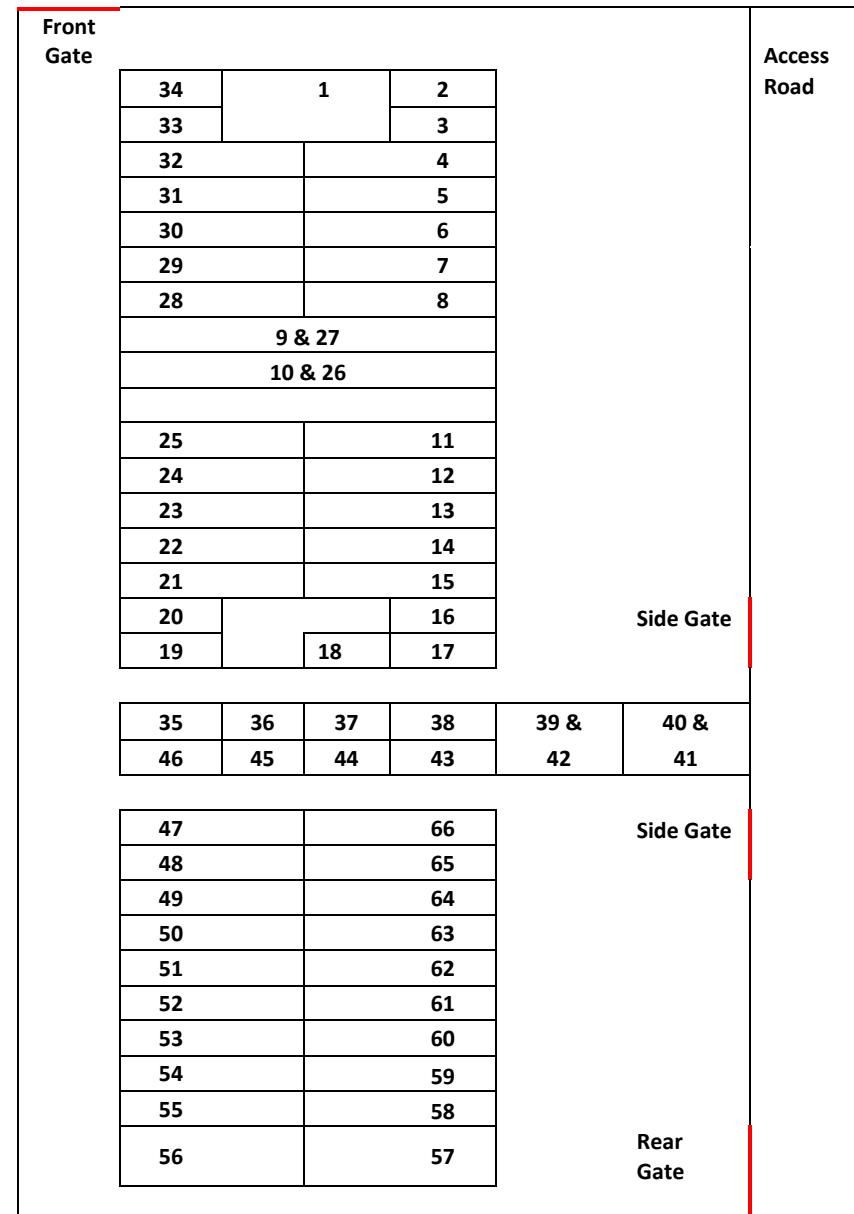 Front
Gate
Access
Road
34 1 2
33 3
32 4
31 5
30 6
29 7
28 8
9 & 27
10 & 26
25 11
24 12
23 13
22 14
21 15
20 16 Side Gate
19 18 17
35 36 37 38 39 & 40 &
46 45 44 43 42 41
47 66 Side Gate
48 65
49 64
50 63
51 62
52 61
53 60
54 59
55 58
56 57
Rear
Gate